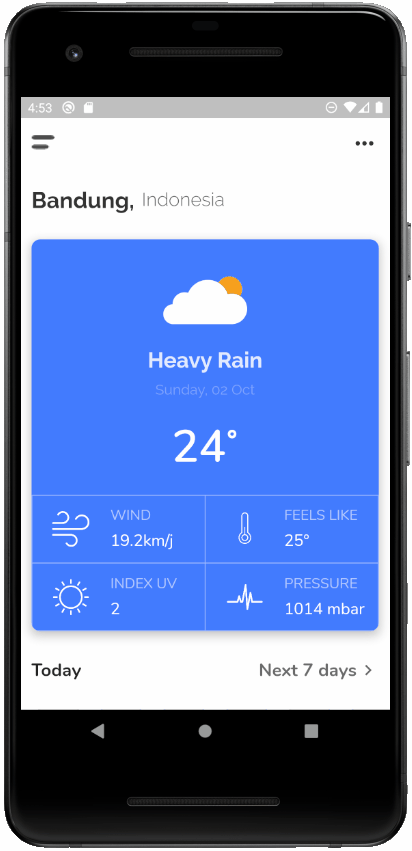 4:53
Bandung, Indonesia
Heavy Rain
Sunday, 02 Oct
24°
WIND
19.2km/j
FEELS LIKE
25°
INDEX UV
2
PRESSURE
1014 mbar
Today
Next 7 days >